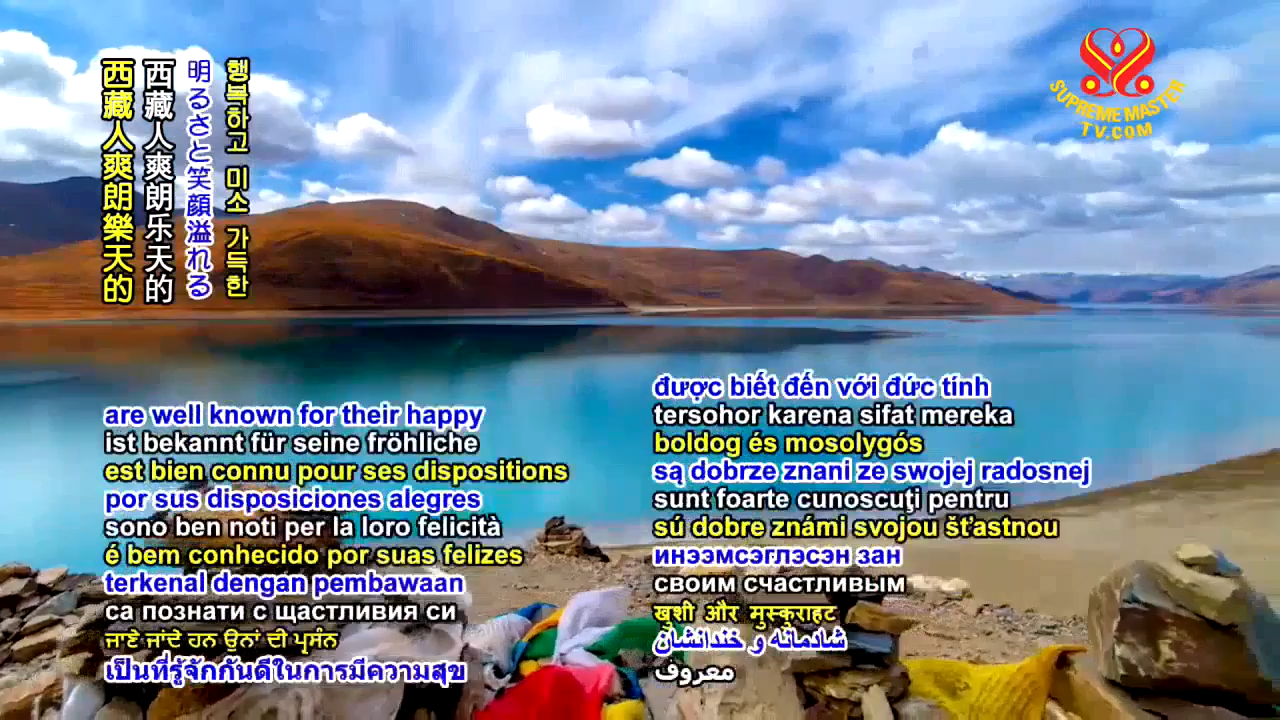 西藏人爽朗樂天的
西藏人爽朗乐天的
明るさと笑顔溢れる
행복하고 미소 가득한
SUPREME MASTER
TV.COM
are well known for their happy
ist bekannt für seine fröhliche
est bien connu pour ses dispositions
por sus disposiciones alegres
sono ben noti per la loro felicità
é bem conhecido por suas felizes
terkenal dengan pembawaan
са познати с щастливия си
ਜਾਣੇ ਜਾਂਦੇ ਹਨ ਉਨਾਂ ਦੀ ਪ੍ਰਸੰਨ
เป็นที่รู้จักกันดีในการมีความสุข
được biết đến với đức tính
tersohor karena sifat mereka
boldog és mosolygós
są dobrze znani ze swojej radosnej
sunt foarte cunoscuţi pentru
sú dobre známi svojou šťastnou
инээмсэглэсэн зан
своим счастливым
खुशी और मुस्कुराहट
شادمانه و خندانشان
معروف